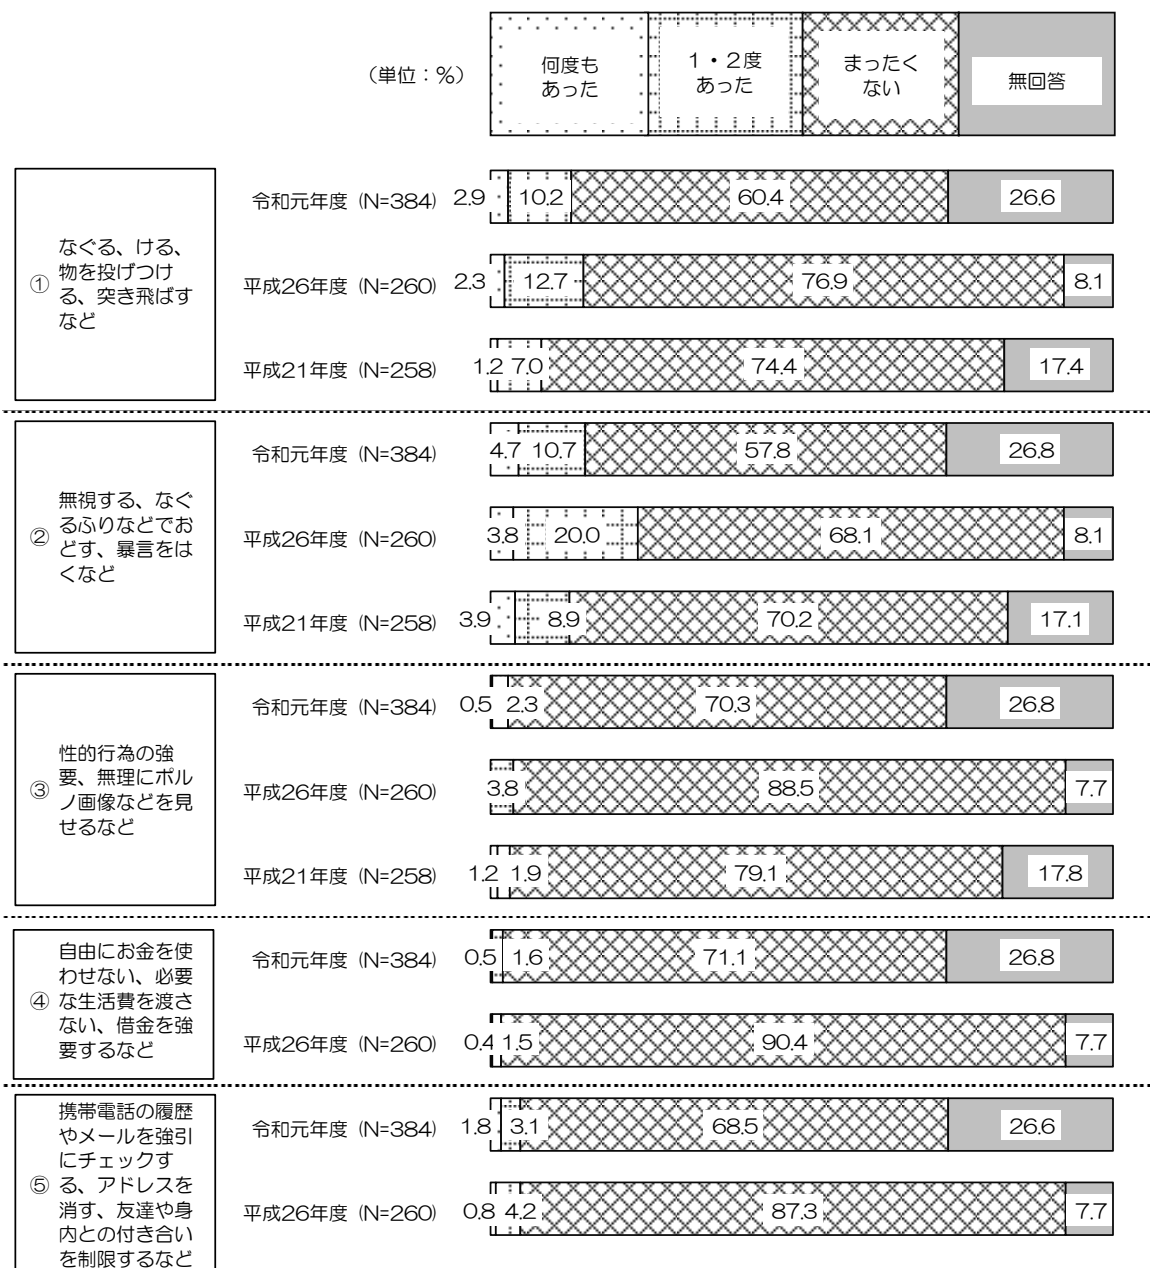 （単位：％）
何度も
あった
１・２度
あった
まったく
ない
無回答
①
なぐる、ける、
物を投げつけ
る、突き飛ばす
など
令和元年度 (N=384) 2.9 10.2 60.4 26.6
平成26年度 (N=260) 2.3 12.7 76.9 8.1
平成21年度 (N=258) 1.2 7.0 74.4 17.4
②
無視する、なぐ
るふりなどでお
どす、暴言をは
くなど
令和元年度 (N=384) 4.7 10.7 57.8 26.8
平成26年度 (N=260) 3.8 20.0 68.1 8.1
平成21年度 (N=258) 3.9 8.9 70.2 17.1
③
性的行為の強
要、無理にポル
ノ画像などを見
せるなど
令和元年度 (N=384) 0.5 2.3 70.3 26.8
平成26年度 (N=260) 3.8 88.5 7.7
平成21年度 (N=258) 1.2 1.9 79.1 17.8
④
自由にお金を使
わせない、必要
な生活費を渡さ
ない、借金を強
要するなど
令和元年度 (N=384) 0.5 1.6 71.1 26.8
平成26年度 (N=260) 0.4 1.5 90.4 7.7
⑤
携帯電話の履歴
やメールを強引
にチェックす
る、アドレスを
消す、友達や身
内との付き合い
を制限するなど
令和元年度 (N=384) 1.8 3.1 68.5 26.6
平成26年度 (N=260) 0.8 4.2 87.3 7.7